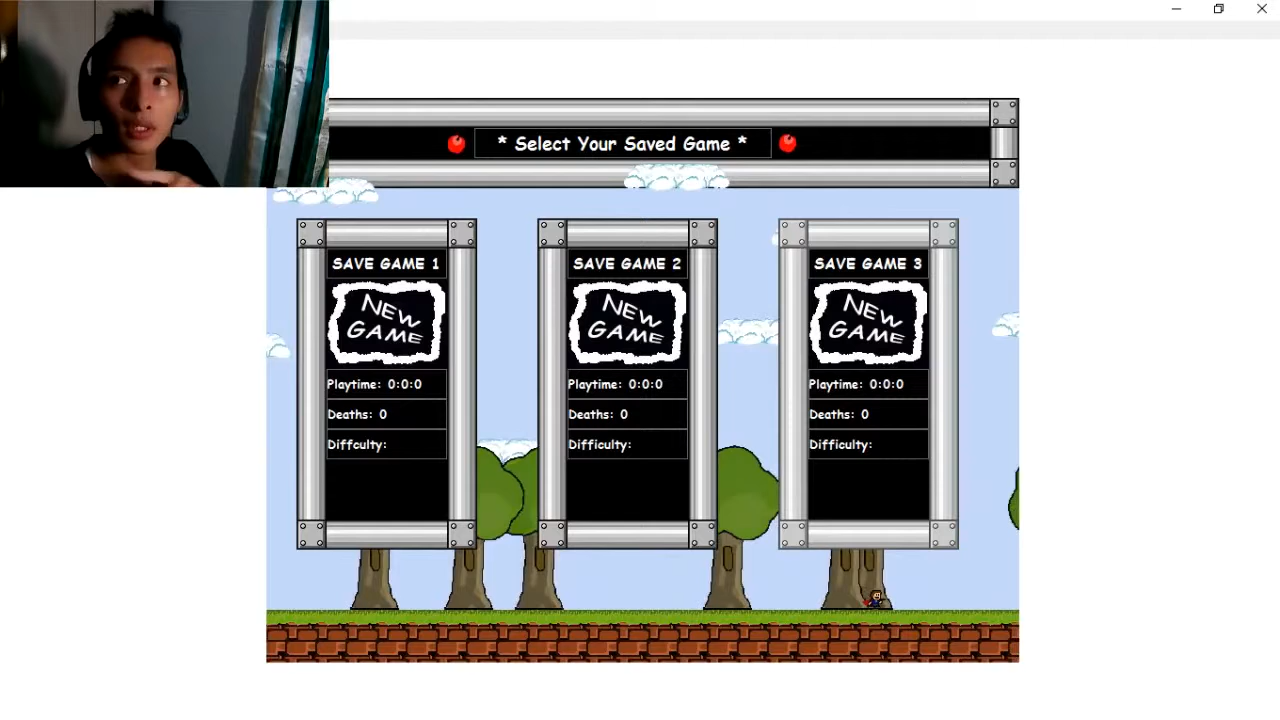 * Select Your Saved Game *
SAVE GAME 1
NEW
GAME
Playtime: 0:0:0
Deaths: 0
Diffculty:
SAVE GAME 2
NEW
GAME
Playtime: 0:0:0
Deaths: 0
Difficulty:
SAVE GAME 3
NEW
GAME
Playtime: 0:0:0
Deaths: 0
Difficulty: